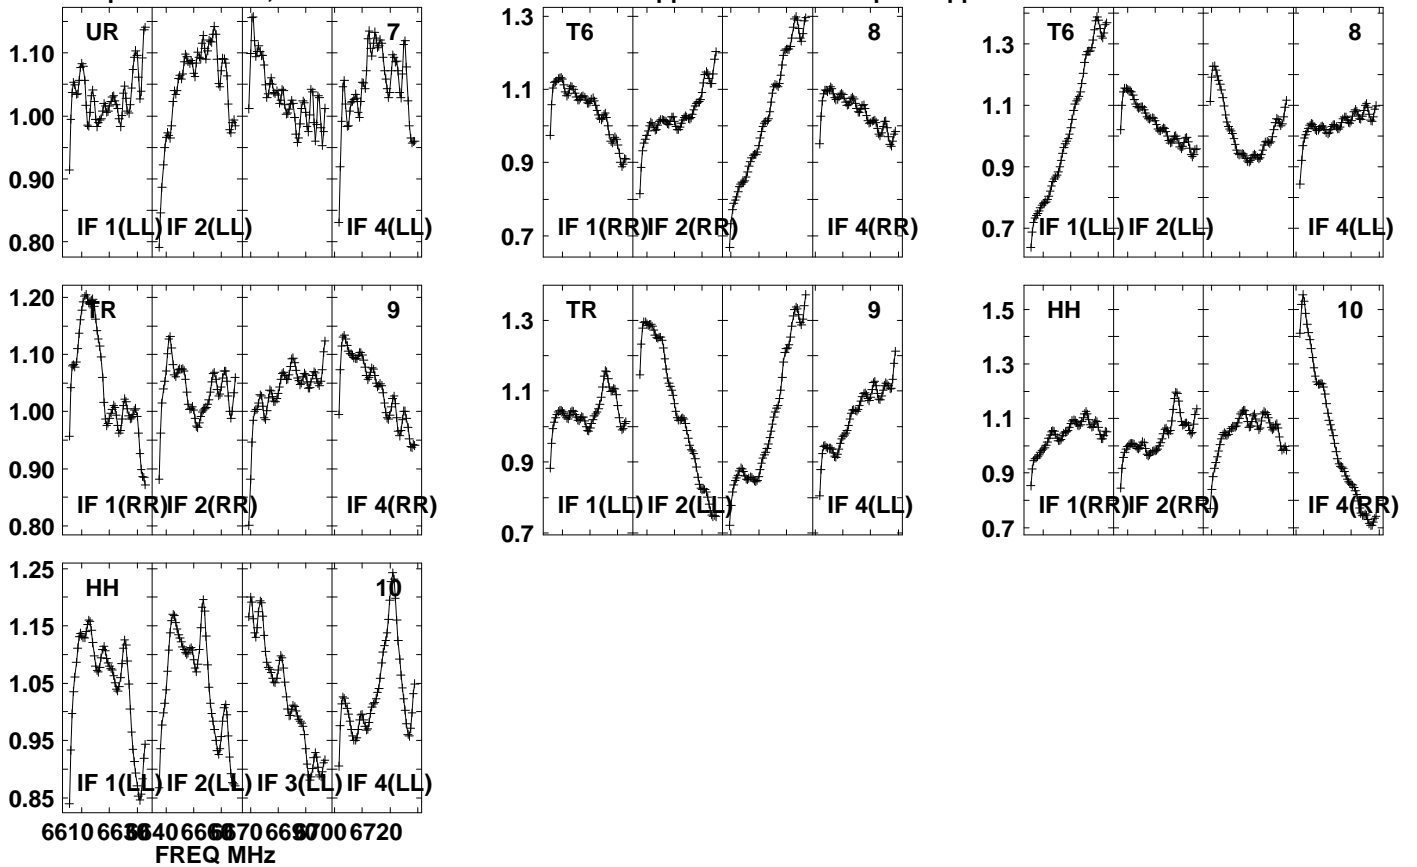 UR 7
1.10
1.00
0.90
0.80
IF 1(LL) IF 2(LL) IF 4(LL)
T6 8
1.3
1.1
0.9
0.7
IF 1(RR) IF 2(RR) IF 4(RR)
T6 8
1.3
1.1
0.9
0.7
IF 1(LL) IF 2(LL) IF 4(LL)
TR 9
1.20
1.10
1.00
0.90
0.80
IF 1(RR) IF 2(RR) IF 4(RR)
TR 9
1.3
1.1
0.9
0.7
IF 1(LL) IF 2(LL) IF 4(LL)
HH 10
1.5
1.3
1.1
0.9
0.7
IF 1(RR) IF 2(RR) IF 4(RR)
HH 10
1.25
1.15
1.05
0.95
0.85
IF 1(LL) IF 2(LL) IF 3(LL) IF 4(LL)
6610 6630 6640 6660 6670 6690 6700 6720
FREQ MHz